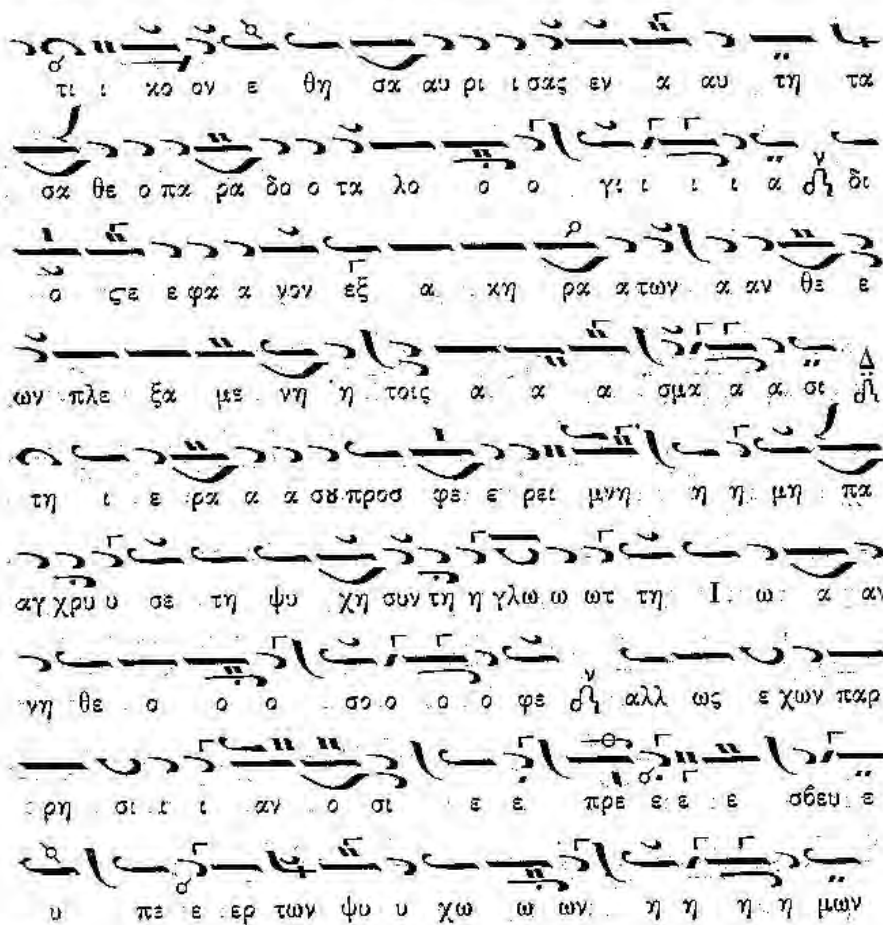 τι ι κο ον ε θη σα αυ ρι ι σας εν α αυ τη τα
σα θε ο πα ρα δο ο τα λο ο ο γι ι ι ι α ν δι
ο ϛε ε φα α νον εξ α κη ρα α των α αν θε ε
ων πλε ξα με νη η τοις α α α σμα α α σι Δ
τη ι ε ρα α α σȣ προσ φε ε ρει μνη η η μη πα
αγ χρυ υ σε τη ψυ χη συν τη η γλω ω ωτ τη Ι ω α αν
νη θε ο ο ο σο ο ο ο φε ν αλλ ως ε χων παρ
ρη σι ι ι αν ο σι ε ε πρε ε ε ε σβευ ε
υ πε ε ερ των ψυ υ χω ω ων η η η η μων